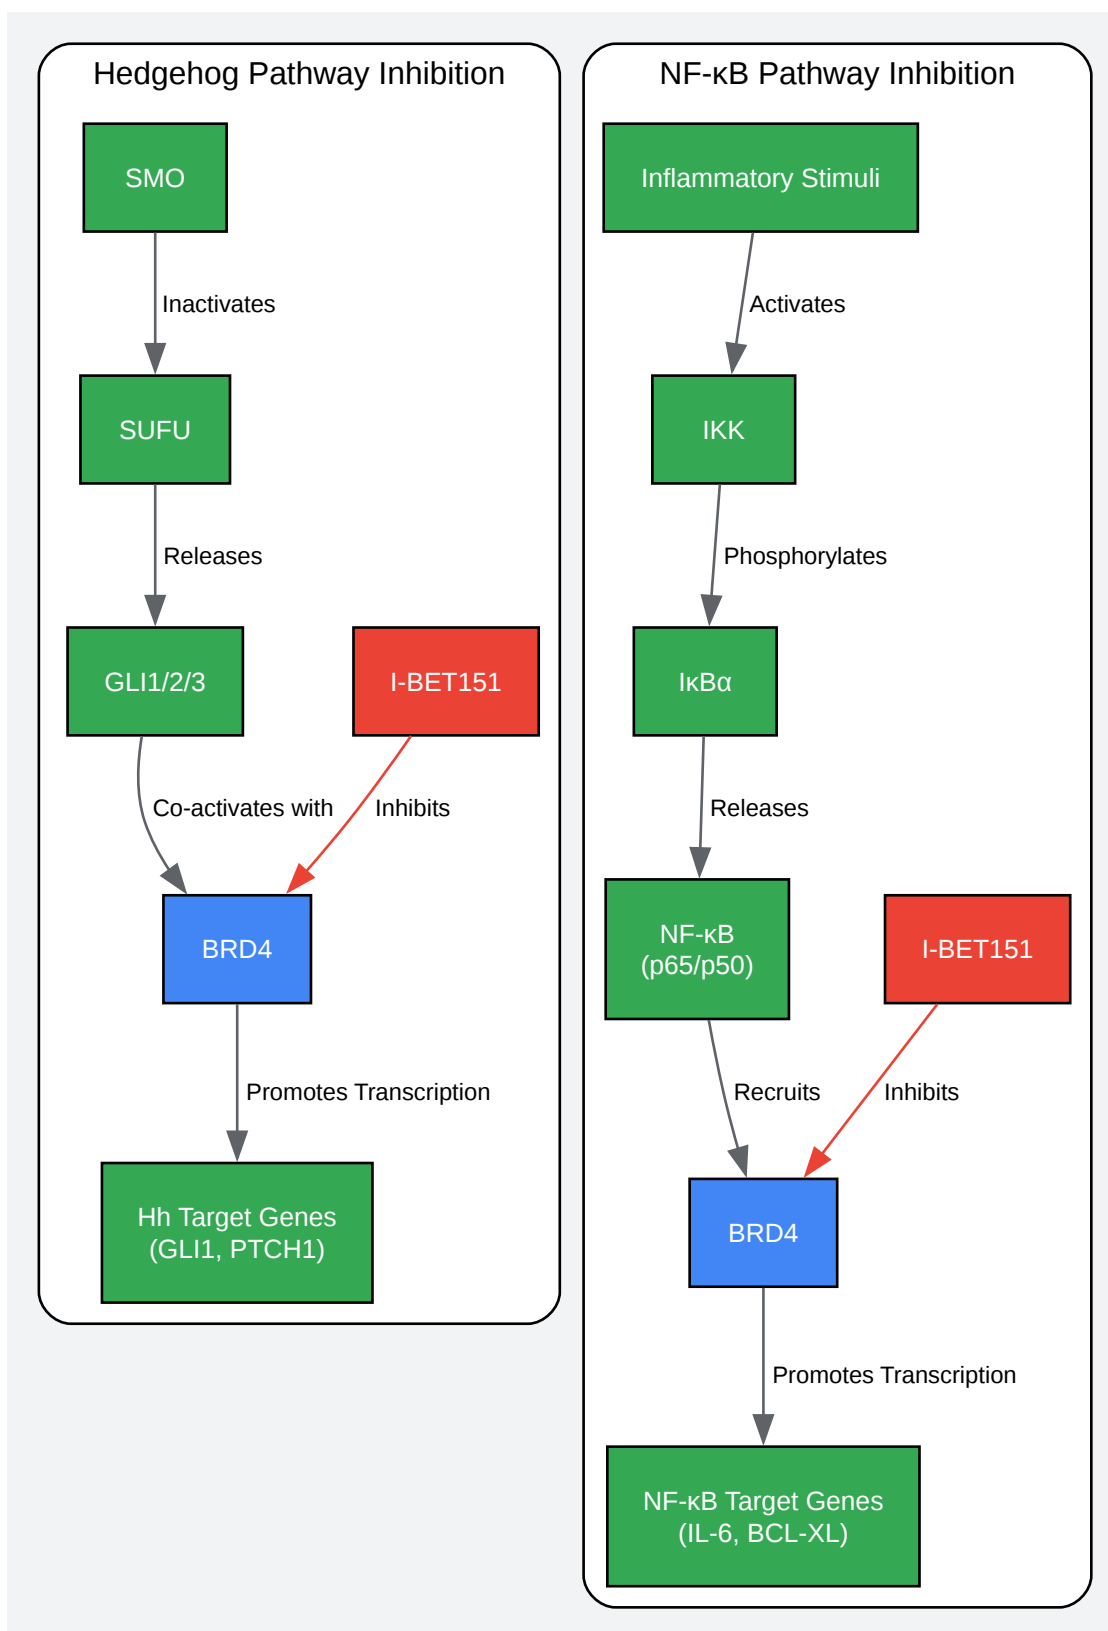 Hedgehog Pathway Inhibition
SMO
Inactivates
SUFU
Releases
GLI1/2/3
I-BET151
Co-activates with
Inhibits
BRD4
Promotes Transcription
Hh Target Genes
(GLI1, PTCH1)
NF-κB Pathway Inhibition
Inflammatory Stimuli
Activates
IKK
Phosphorylates
IκBα
Releases
NF-κB
(p65/p50)
I-BET151
Recruits
Inhibits
BRD4
Promotes Transcription
NF-κB Target Genes
(IL-6, BCL-XL)